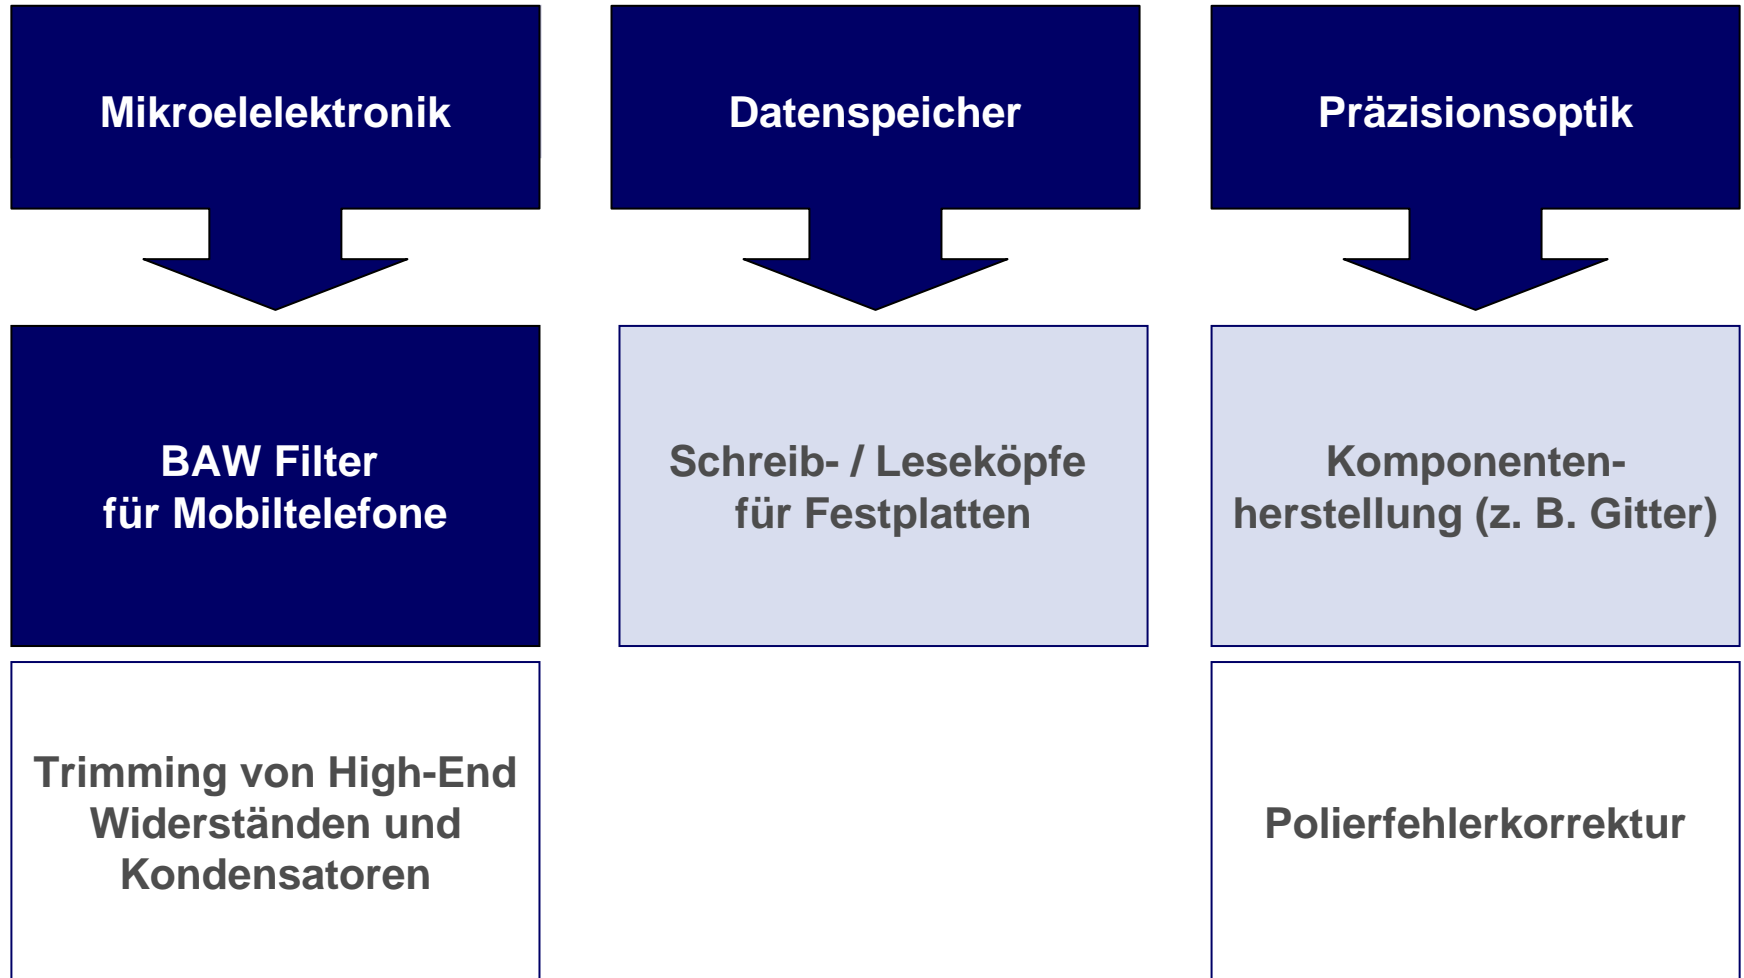 Mikroelelektronik
Datenspeicher
Präzisionsoptik
BAW Filter
für Mobiltelefone
Schreib- / Leseköpfe
für Festplatten
Komponenten-
herstellung (z. B. Gitter)
Trimming von High-End
Widerständen und
Kondensatoren
Polierfehlerkorrektur